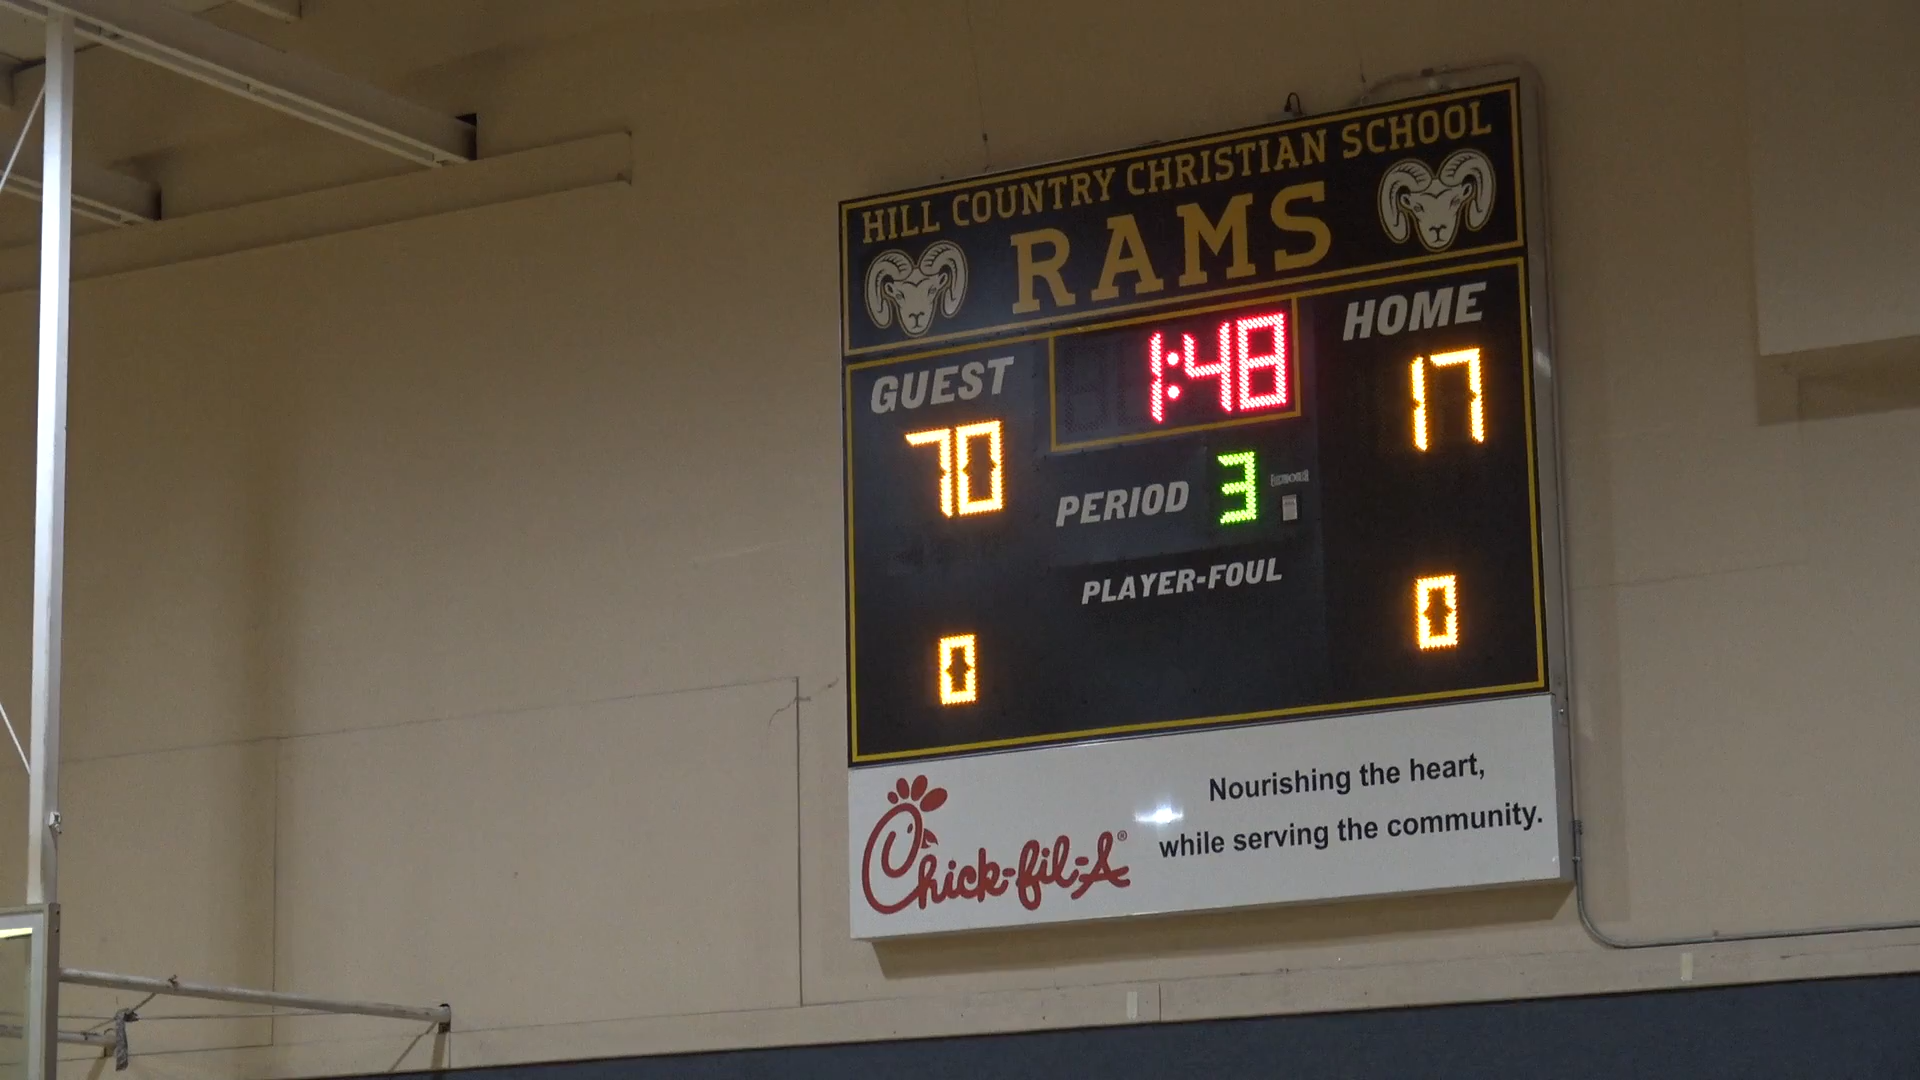 HILL COUNTRY CHRISTIAN SCHOOL
RAMS
GUEST
1:48
HOME
70
17
PERIOD 3
PLAYER-FOUL
0
0
Chick-fil-A®
Nourishing the heart,
while serving the community.